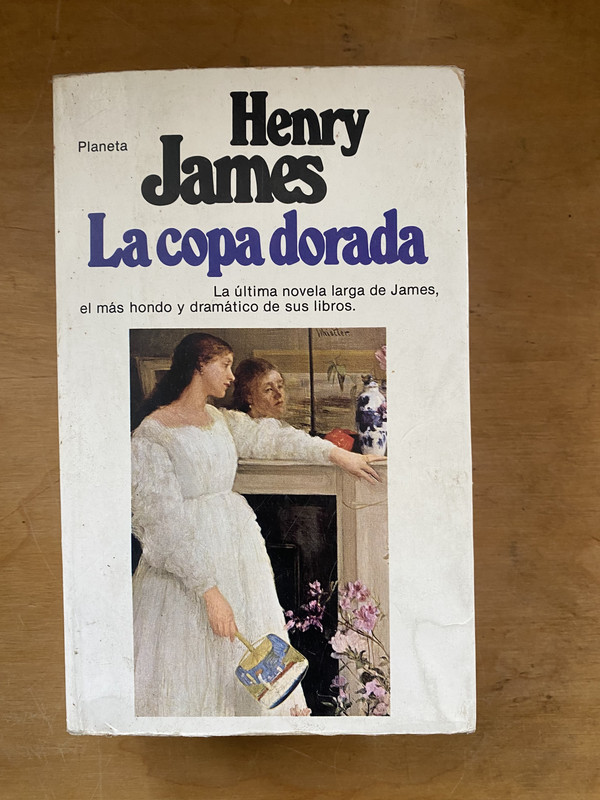 Henry
Planeta
James
La copa dorada
La última novela larga de James,
el más hondo y dramático de sus libros.
Whistler